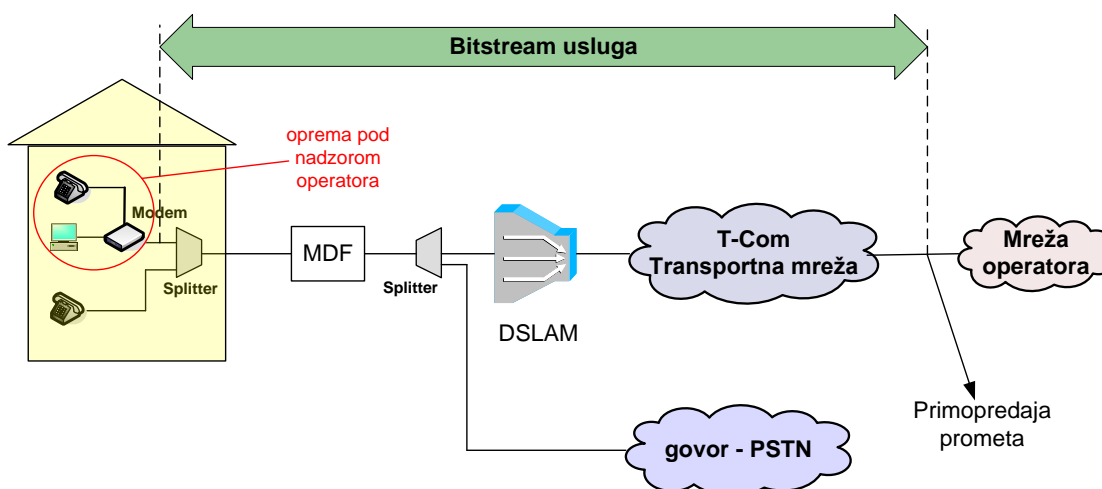 Bitstream usluga
oprema pod
nadzorom
operatora
Modem
Splitter
MDF
Splitter
DSLAM
T-Com
Transportna mreža
Mreža
operatora
Primopredaja
prometa
govor - PSTN